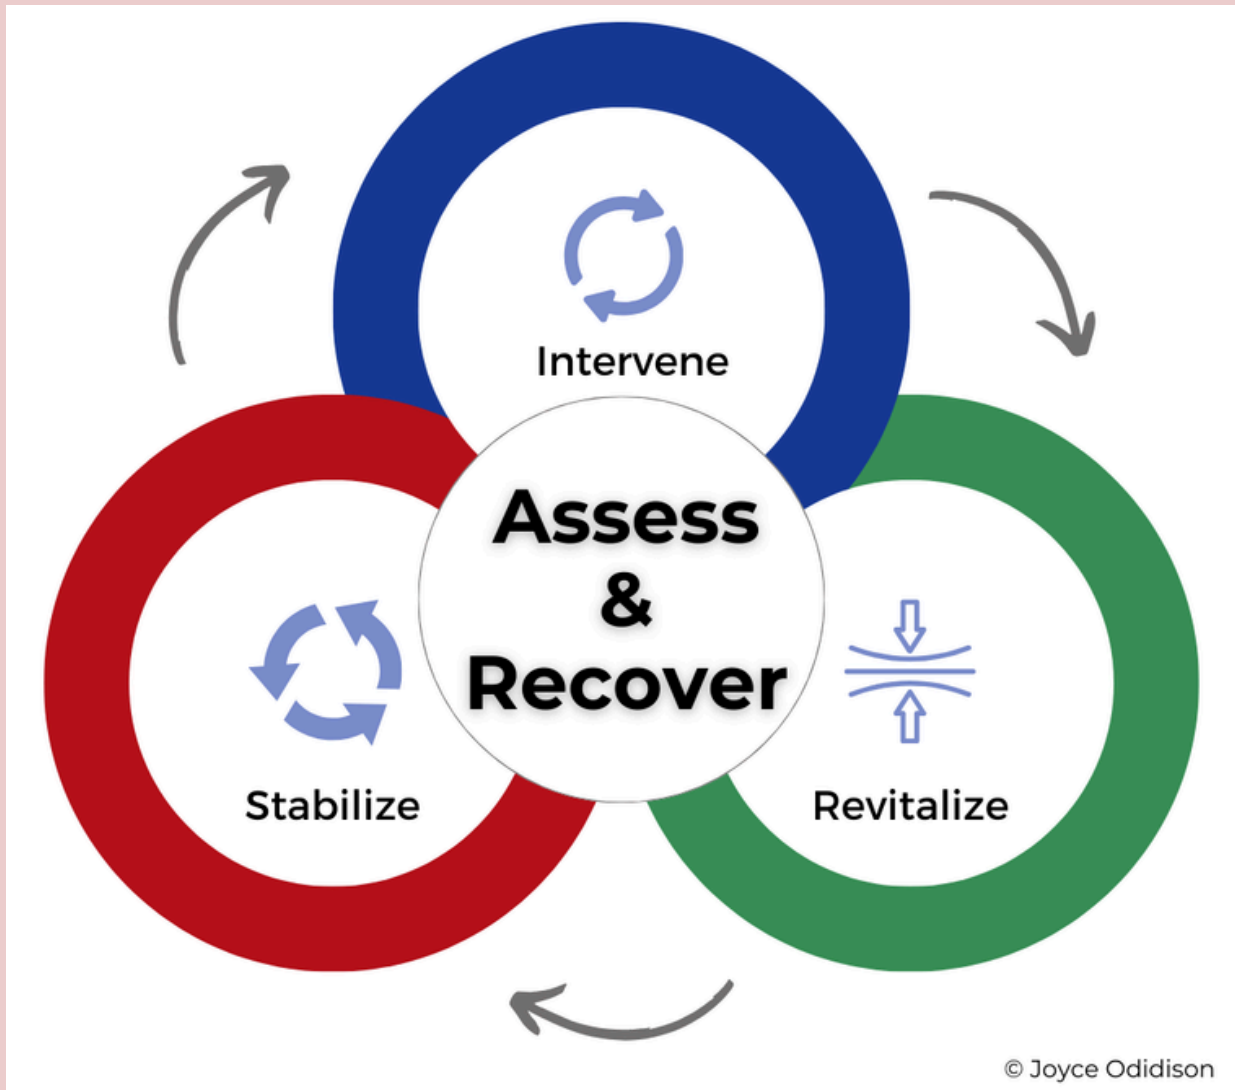 Intervene
Assess
&
Recover
Stabilize
Revitalize
© Joyce Odidison